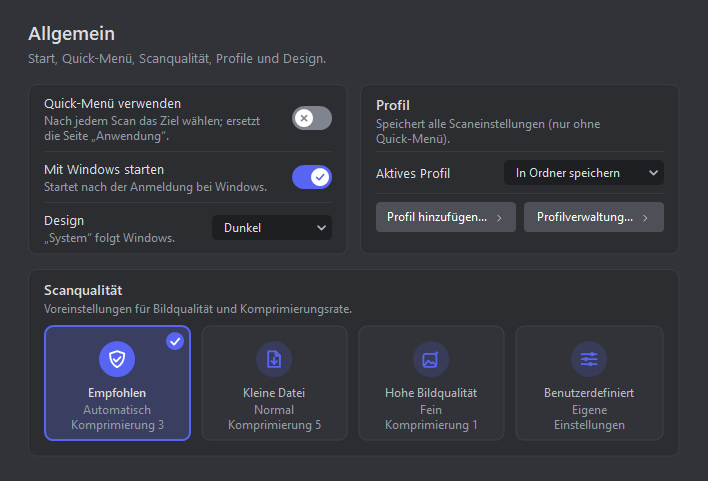 Allgemein
Start, Quick-Menü, Scanqualität, Profile und Design.
Quick-Menü verwenden
Nach jedem Scan das Ziel wählen; ersetzt
die Seite „Anwendung“.
Mit Windows starten
Startet nach der Anmeldung bei Windows.
Design
„System“ folgt Windows.
Dunkel
Profil
Speichert alle Scaneinstellungen (nur ohne
Quick-Menü).
Aktives Profil
In Ordner speichern
Profil hinzufügen...
Profilverwaltung...
Scanqualität
Voreinstellungen für Bildqualität und Komprimierungsrate.
Empfohlen
Automatisch
Komprimierung 3
Kleine Datei
Normal
Komprimierung 5
Hohe Bildqualität
Fein
Komprimierung 1
Benutzerdefiniert
Eigene
Einstellungen